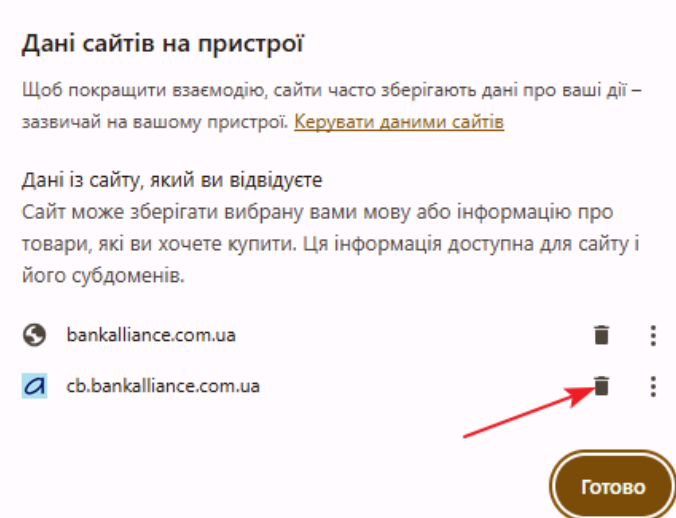 Дані сайтів на пристрої
Щоб покращити взаємодію, сайти часто зберігають дані про ваші дії –
зазвичай на вашому пристрої. Керувати даними сайтів
Дані із сайту, який ви відвідуєте
Сайт може зберігати вибрану вами мову або інформацію про
товари, які ви хочете купити. Ця інформація доступна для сайту і
його субдоменів.
bankalliance.com.ua
cb.bankalliance.com.ua
Готово